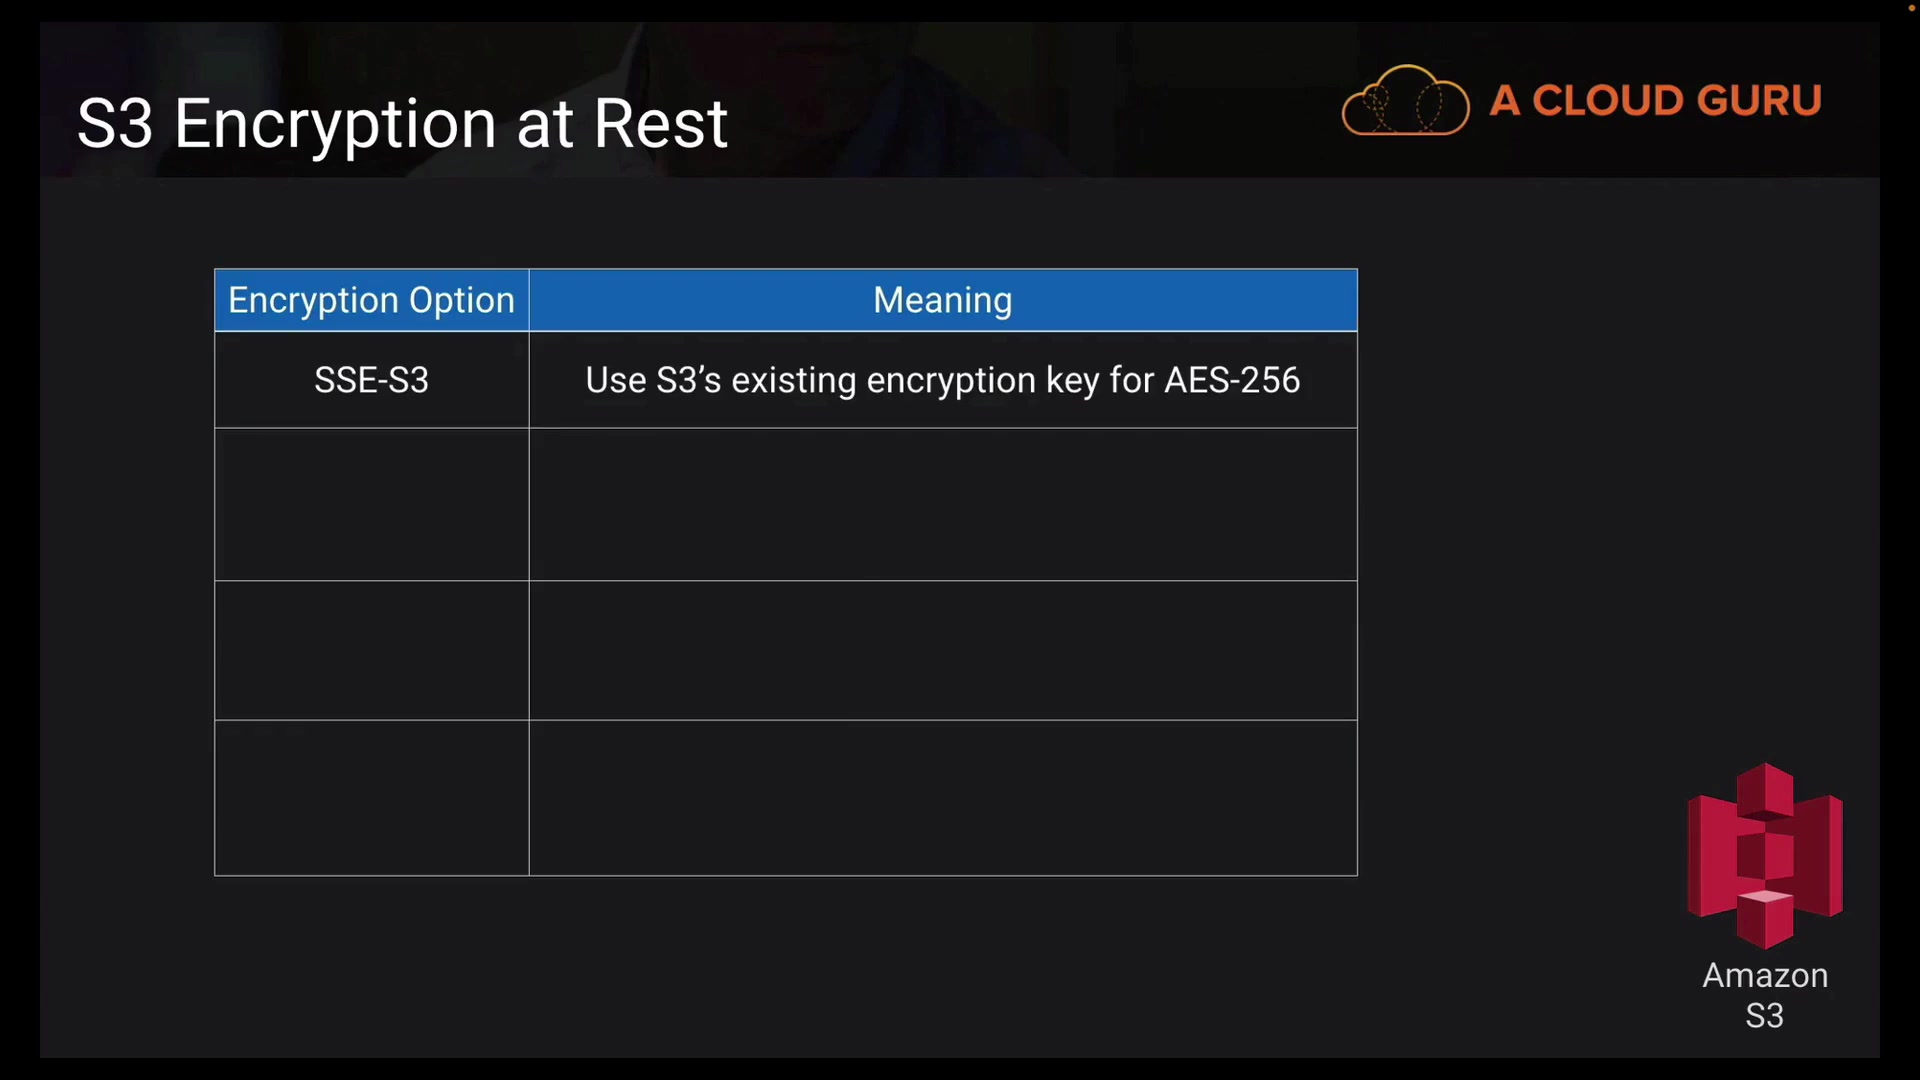 S3 Encryption at Rest
A CLOUD GURU
Encryption Option Meaning
SSE-S3 Use S3’s existing encryption key for AES-256
Amazon
S3